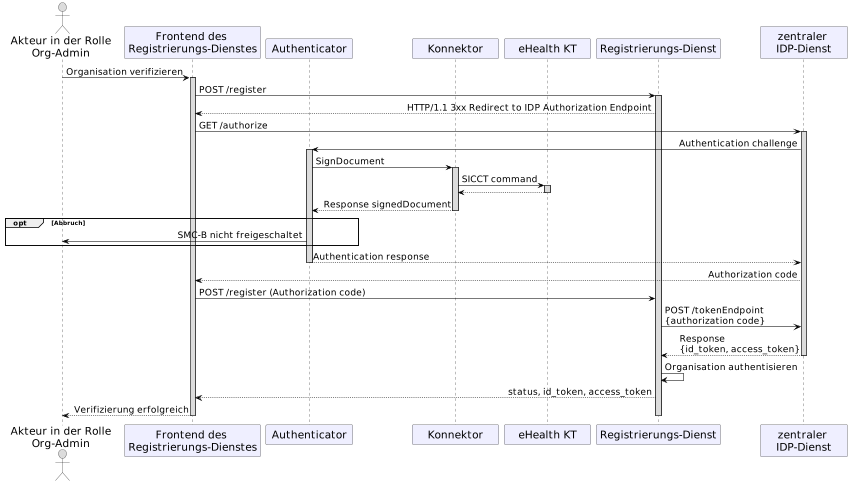 Akteur in der Rolle
Org-Admin
Frontend des
Registrierungs-Dienstes
Authenticator
Konnektor
eHealth KT
Registrierungs-Dienst
zentraler
IDP-Dienst
Organisation verifizieren
POST /register
HTTP/1.1 3xx Redirect to IDP Authorization Endpoint
GET /authorize
Authentication challenge
SignDocument
SICCT command
Response signedDocument
opt [Abbruch]
SMC-B nicht freigeschaltet
Authentication response
Authorization code
POST /register (Authorization code)
POST /tokenEndpoint
{authorization code}
Response
{id_token, access_token}
Organisation authentisieren
status, id_token, access_token
Verifizierung erfolgreich
Akteur in der Rolle
Org-Admin
Frontend des
Registrierungs-Dienstes
Authenticator
Konnektor
eHealth KT
Registrierungs-Dienst
zentraler
IDP-Dienst